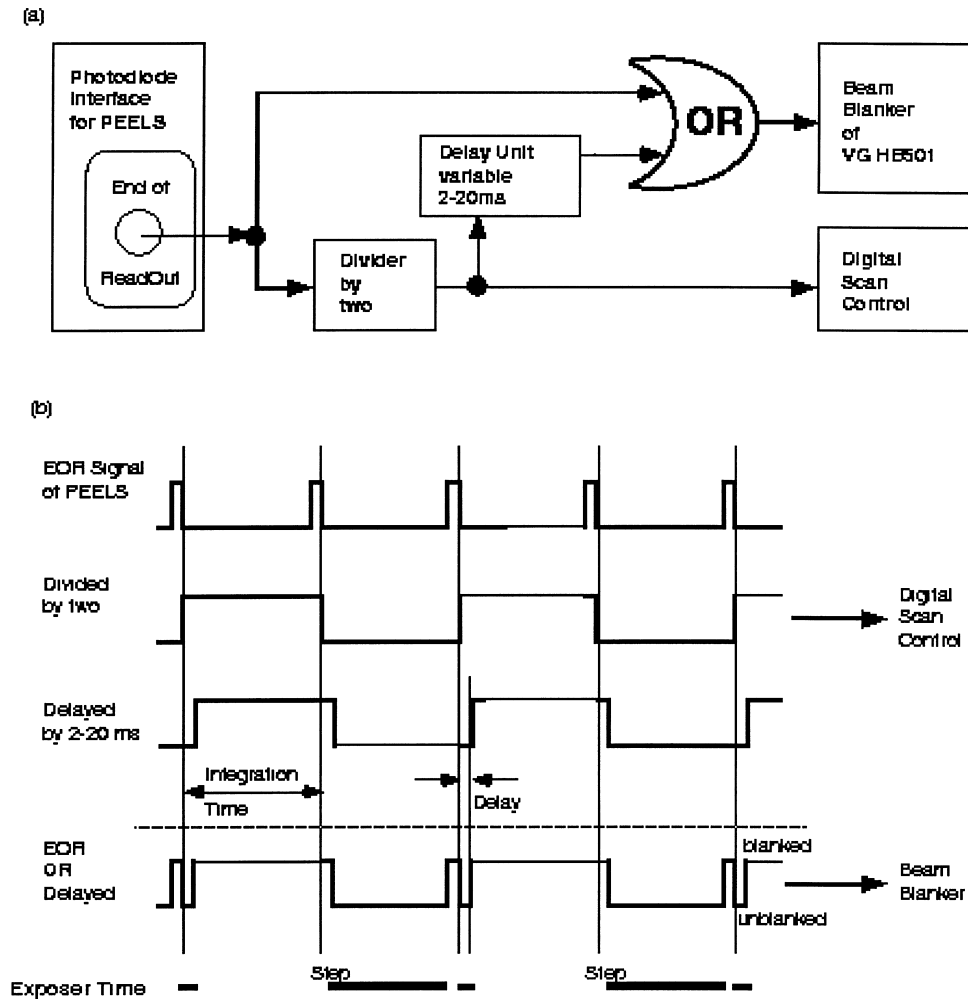 (a)
Photodiode
Interface
for PEELS
End of
ReadOut
Divider
by
two
Delay Unit
variable
2-20ms
OR
Beam
Blanker
of
VG HB501
Digital
Scan
Control
(b)
EOR Signal
of PEELS
Divided
by two
Digital
Scan
Control
Delayed
by 2-20 ms
Integration
Time
Delay
EOR
OR
Delayed
blanked
unblanked
Beam
Blanker
Step
Step
Exposer Time